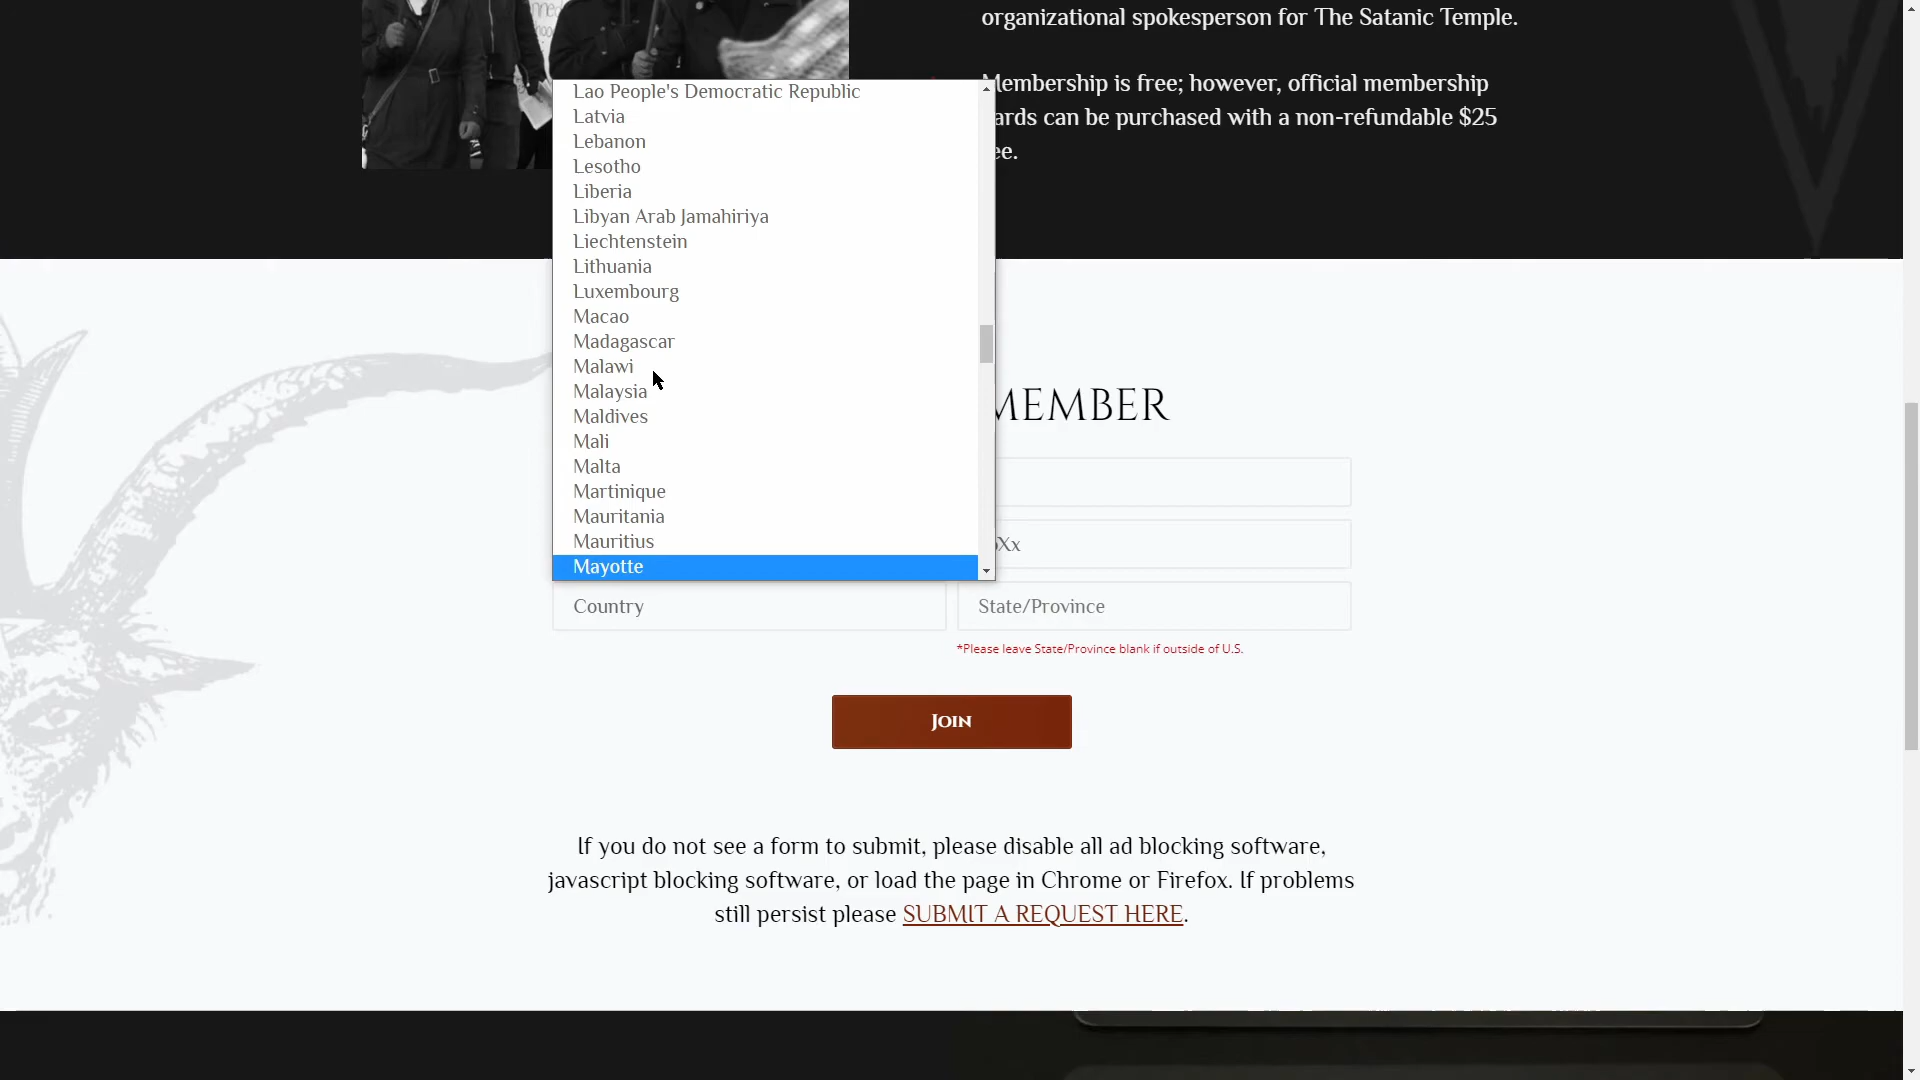 organizational spokesperson for The Satanic Temple.
Membership is free; however, official membership
ards can be purchased with a non-refundable $25
ee.
Lao People's Democratic Republic
Latvia
Lebanon
Lesotho
Liberia
Libyan Arab Jamahiriya
Liechtenstein
Lithuania
Luxembourg
Macao
Madagascar
Malawi
Malaysia
Maldives
Mali
Malta
Martinique
Mauritania
Mauritius
Mayotte
MEMBER
oXx
Country
State/Province
*Please leave State/Province blank if outside of U.S.
Join
If you do not see a form to submit, please disable all ad blocking software,
javascript blocking software, or load the page in Chrome or Firefox. If problems
still persist please SUBMIT A REQUEST HERE.